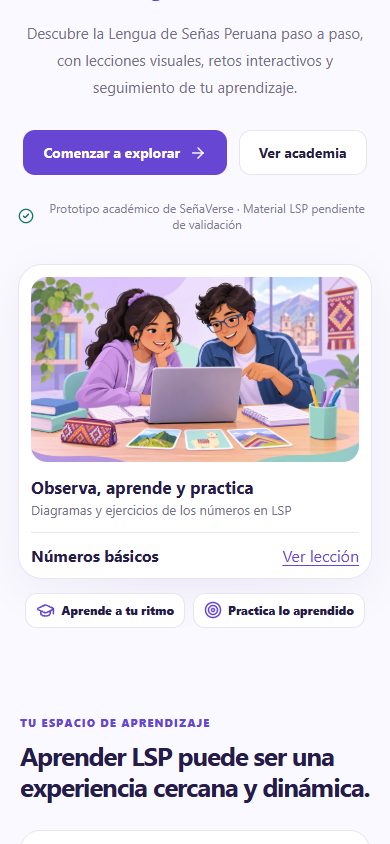 Descubre la Lengua de Señas Peruana paso a paso,
con lecciones visuales, retos interactivos y
seguimiento de tu aprendizaje.
Comenzar a explorar
Ver academia
Prototipo académico de SeñaVerse · Material LSP pendiente
de validación
Observa, aprende y practica
Diagramas y ejercicios de los números en LSP
Números básicos
Ver lección
Aprende a tu ritmo
Practica lo aprendido
TU ESPACIO DE APRENDIZAJE
Aprender LSP puede ser una
experiencia cercana y dinámica.